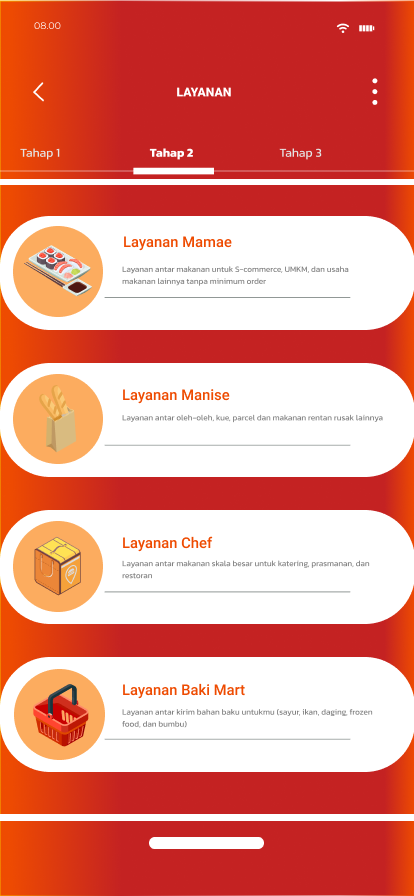 08.00
LAYANAN
Tahap 1 Tahap 2 Tahap 3
Layanan Mamae
Layanan antar makanan untuk S-commerce, UMKM, dan usaha
makanan lainnya tanpa minimum order
Layanan Manise
Layanan antar oleh-oleh, kue, parcel dan makanan rentan rusak lainnya
Layanan Chef
Layanan antar makanan skala besar untuk katering, prasmanan, dan
restoran
Layanan Baki Mart
Layanan antar kirim bahan baku untukmu (sayur, ikan, daging, frozen
food, dan bumbu)